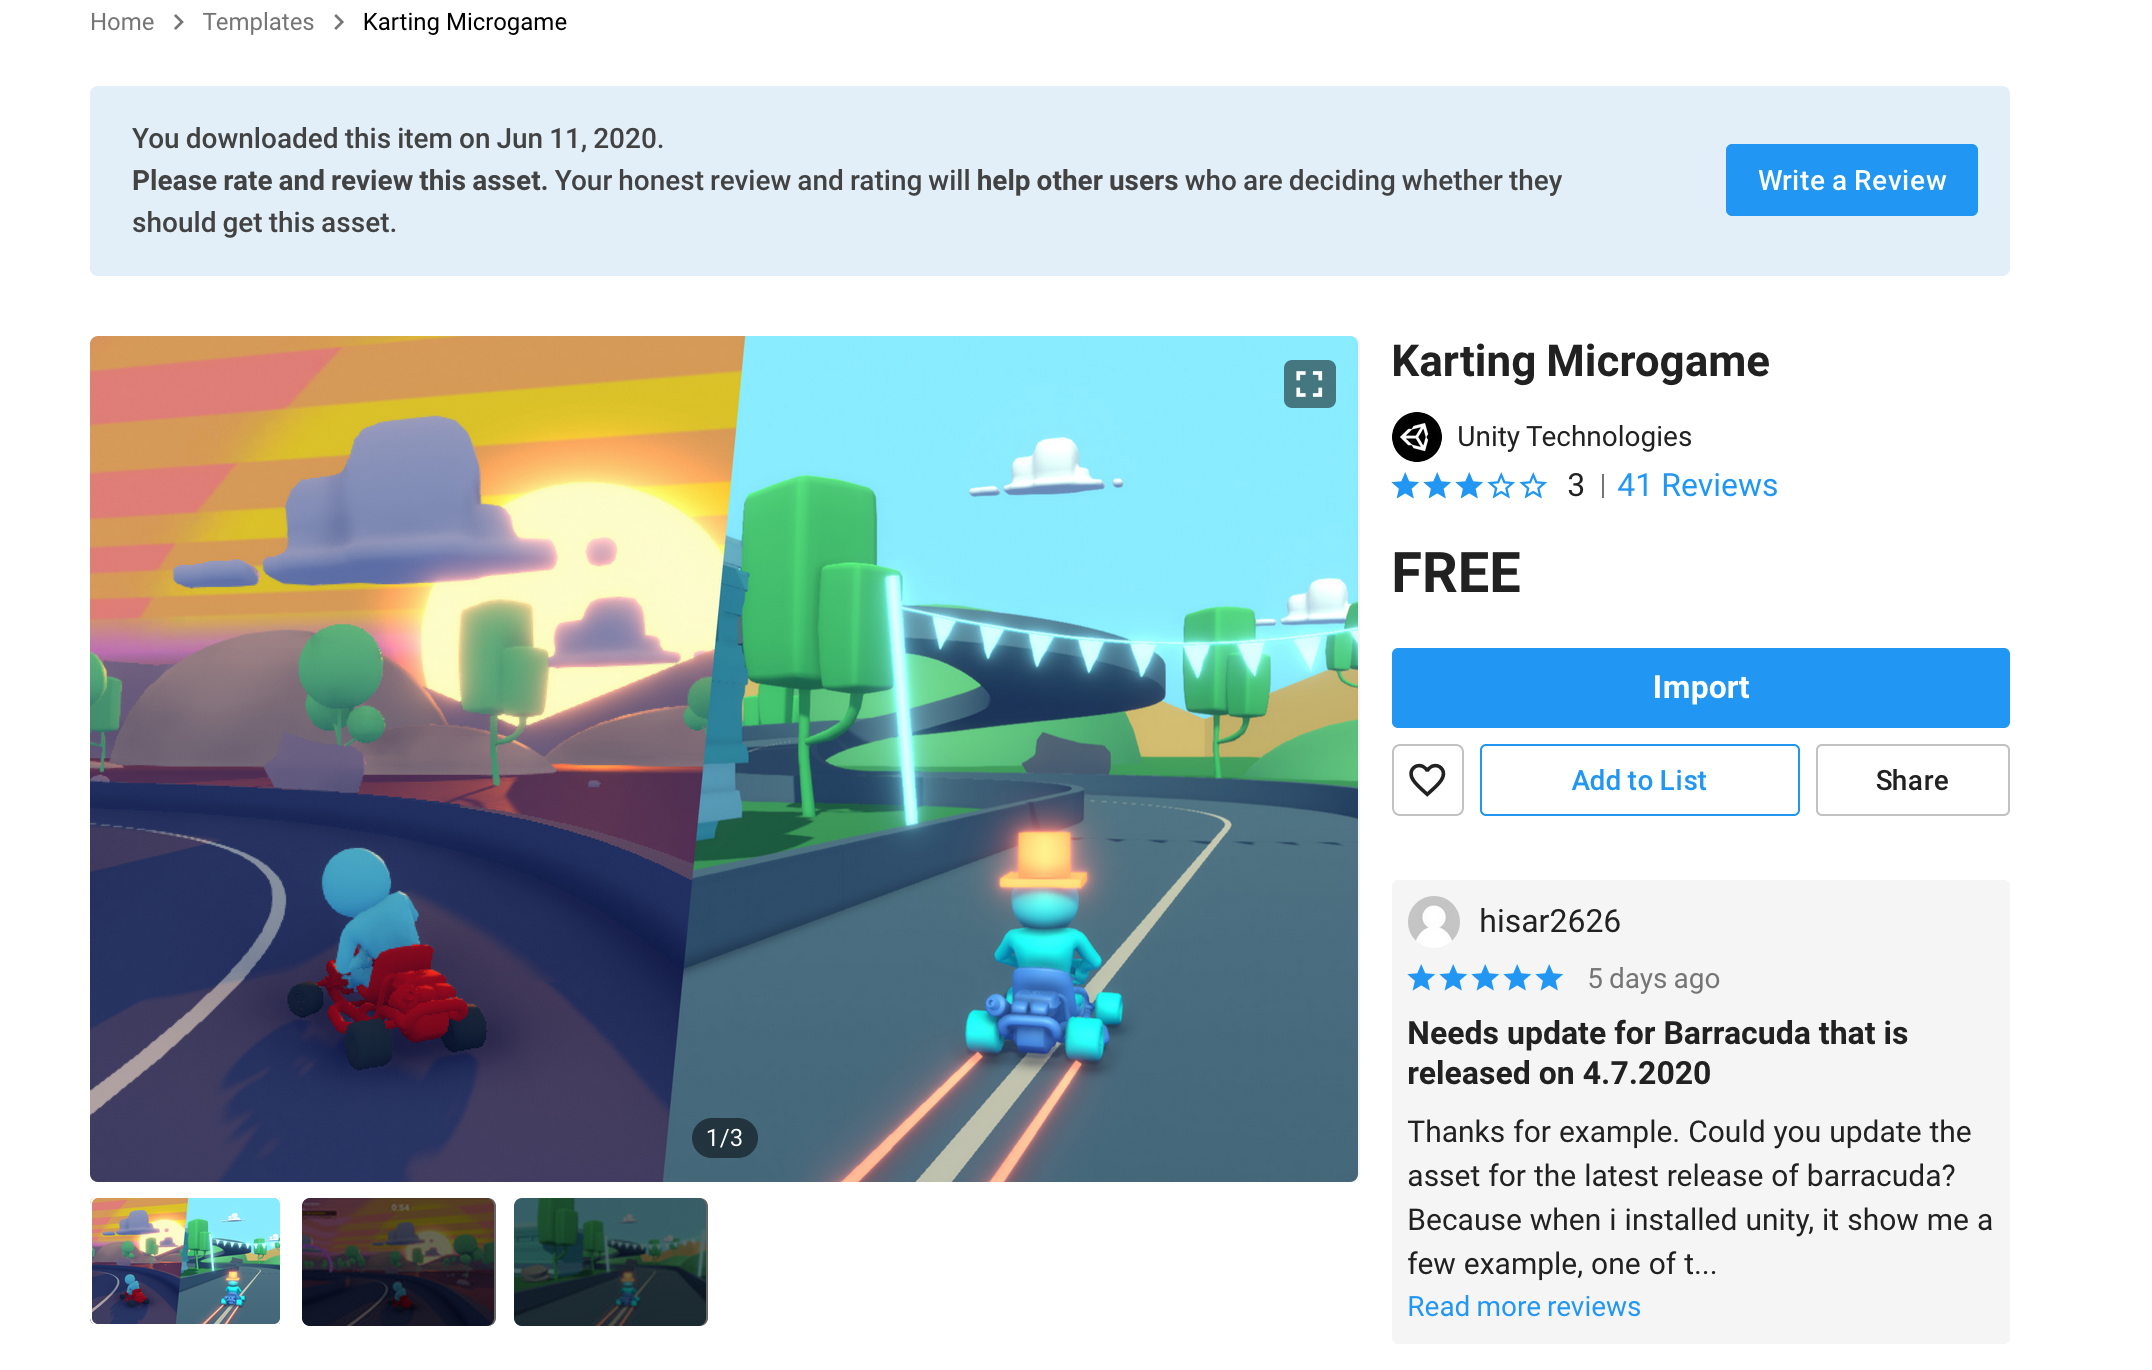 Home > Templates > Karting Microgame
You downloaded this item on Jun 11, 2020.
Please rate and review this asset. Your honest review and rating will help other users who are deciding whether they
should get this asset.
Write a Review
Karting Microgame
Unity Technologies
3 | 41 Reviews
FREE
Import
Add to List
Share
hisar2626
5 days ago
Needs update for Barracuda that is
released on 4.7.2020
Thanks for example. Could you update the
asset for the latest release of barracuda?
Because when i installed unity, it show me a
few example, one of t...
Read more reviews
1/3
0:54